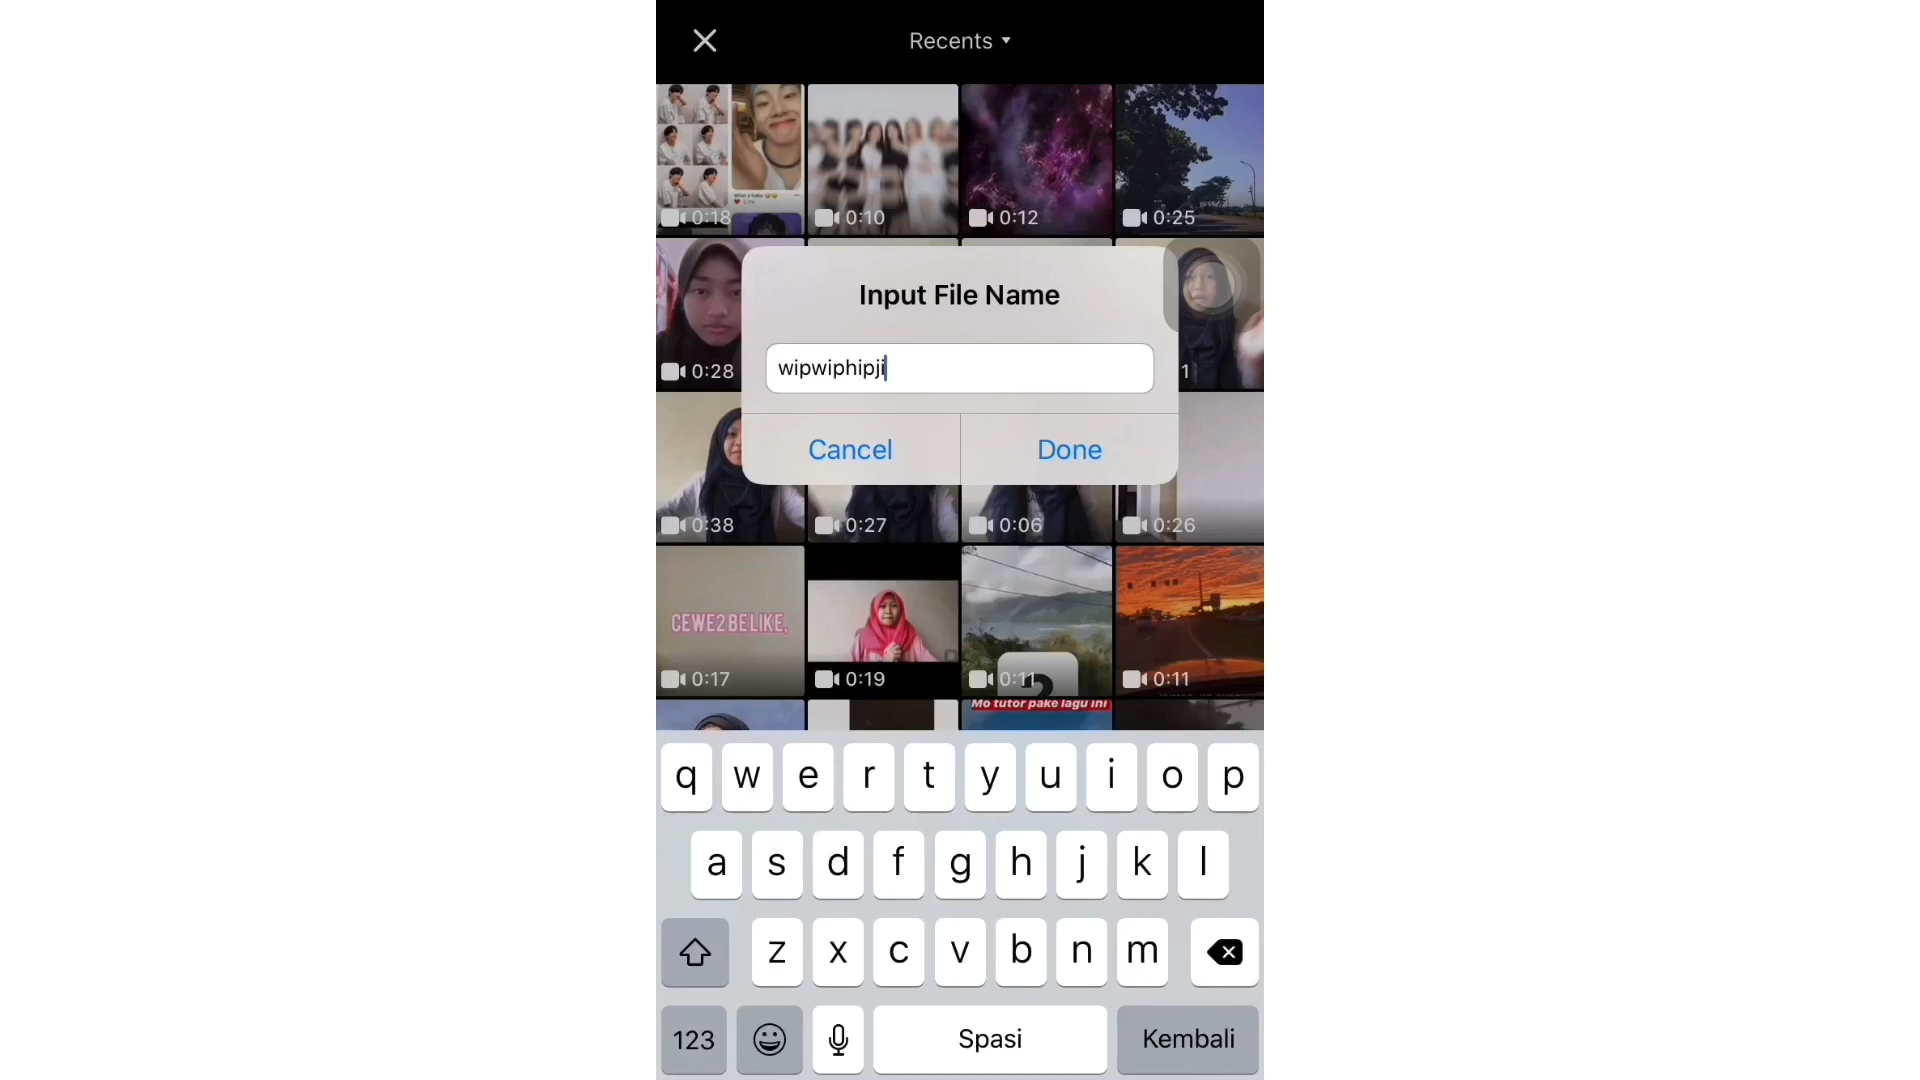 Recents
0:18
0:10
0:12
0:25
Input File Name
0:28
wipwiphipji
1
Cancel
Done
0:38
0:27
0:06
0:26
CEWE2 BE LIKE,
0:17
0:19
0:11
2
0:11
Mo tutor pake lagu ini
q w e r t y u i o p
a s d f g h j k l
z x c v b n m
123
Spasi
Kembali